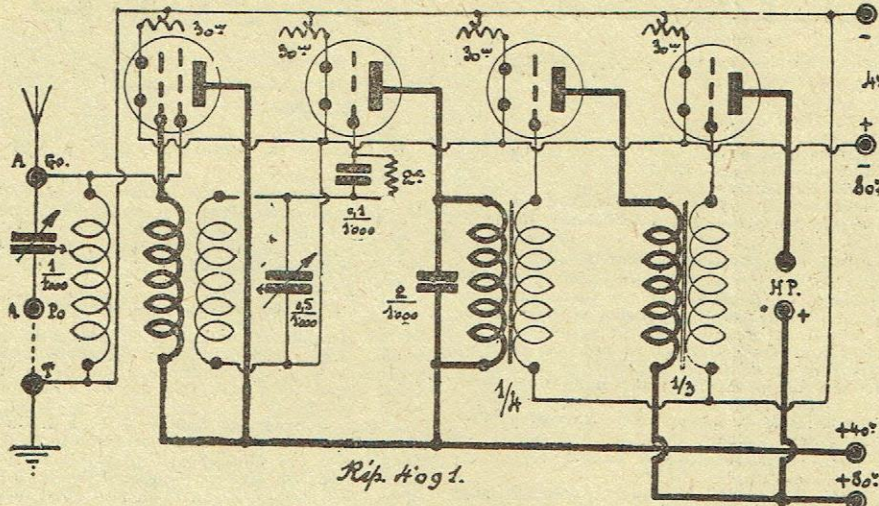 30ω
30ω
30ω
30ω
-
4v
+
-
80v
A Go.
1/1000
A Po
T
0,1/1000
2ω
0,5/1000
2/1000
1/4
1/3
H.P.
+
+40v
+80v
Rép. 4091.